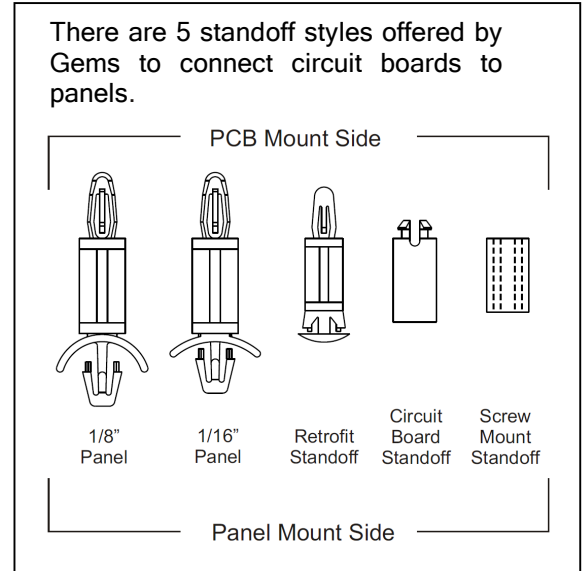 There are 5 standoff styles offered by
Gems to connect circuit boards to
panels.
PCB Mount Side
1/8”
Panel
1/16”
Panel
Retrofit
Standoff
Circuit
Board
Standoff
Screw
Mount
Standoff
Panel Mount Side